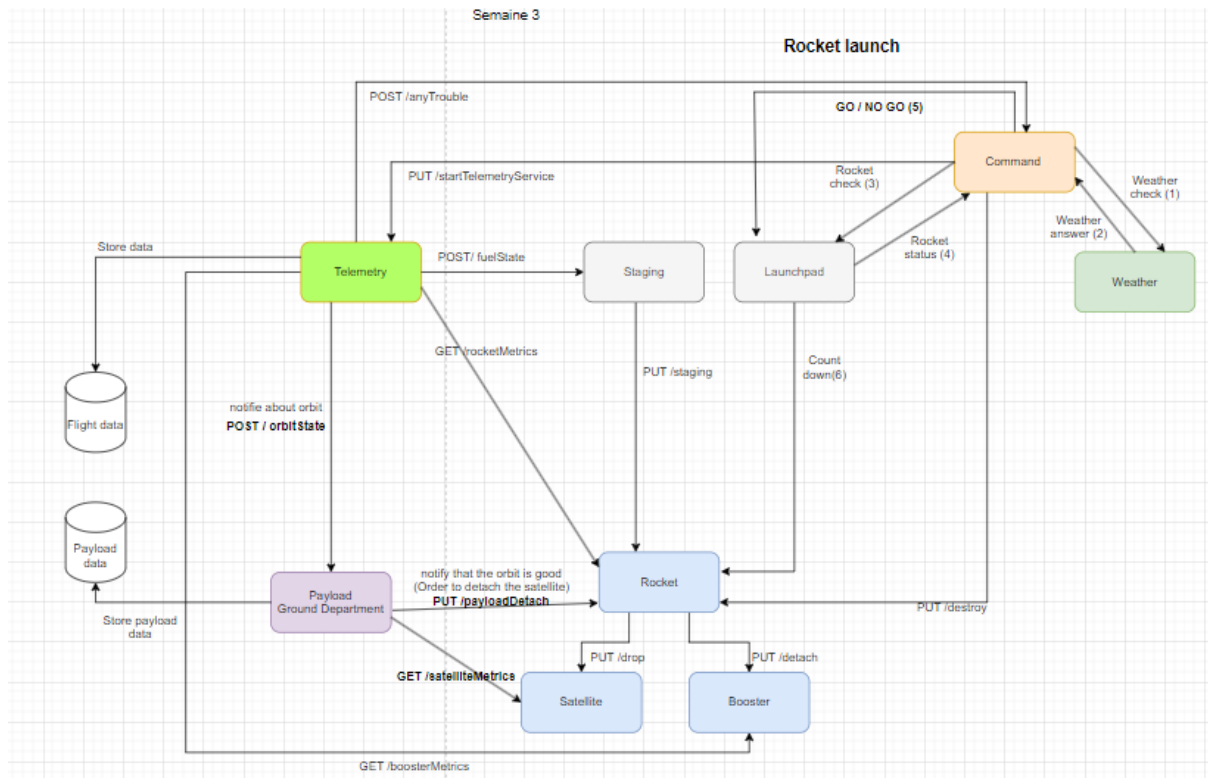 Semaine 3
Rocket launch
POST /anyTrouble
GO / NO GO (5)
Command
PUT /startTelemetryService
Rocket
check (3)
Weather
check (1)
Weather
answer (2)
Store data
Rocket
status (4)
POST/ fuelState
Telemetry
Staging
Launchpad
Weather
GET /rocketMetrics
PUT /staging
Count
down(6)
notifie about orbit
POST / orbitState
Flight data
Payload
data
notify that the orbit is good
(Order to detach the satellite)
PUT /payloadDetach
Rocket
Payload
Ground Department
PUT /destroy
Store payload
data
PUT /drop
PUT /detach
GET /satelliteMetrics
Satellite
Booster
GET /boosterMetrics